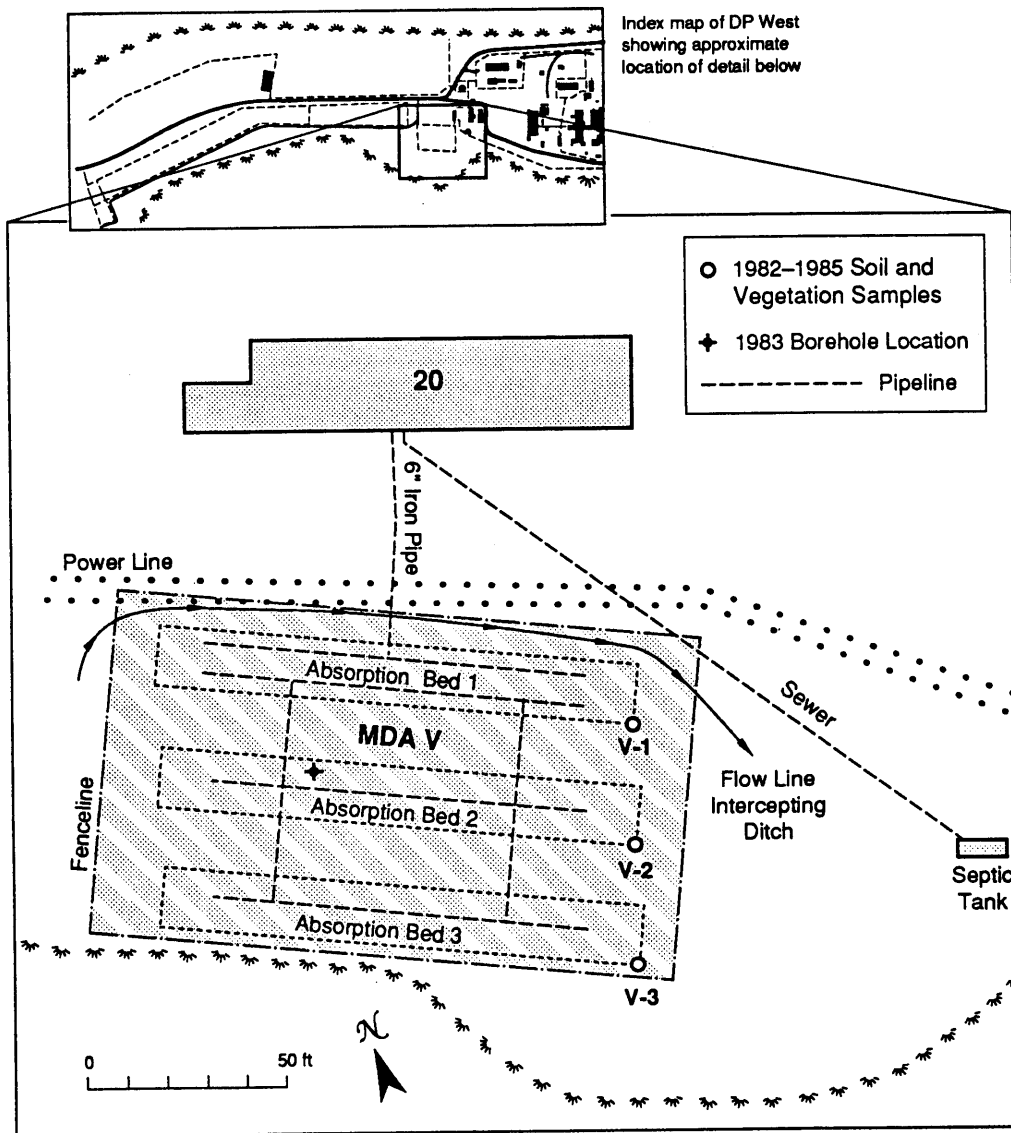 Index map of DP West
showing approximate
location of detail below
1982–1985 Soil and
Vegetation Samples
1983 Borehole Location
Pipeline
20
6" Iron Pipe
Power Line
Absorption Bed 1
MDA V
V-1
Sewer
Fenceline
Absorption Bed 2
Flow Line
Intercepting
Ditch
V-2
Septic
Tank
Absorption Bed 3
V-3
N
0 50 ft